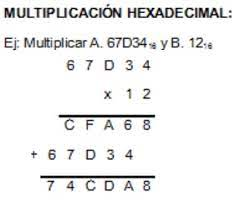 MULTIPLICACIÓN HEXADECIMAL:
Ej: Multiplicar A. 67D34₁₆ y B. 12₁₆
6 7 D 3 4
x 1 2
C F A 6 8
+ 6 7 D 3 4
7 4 C D A 8